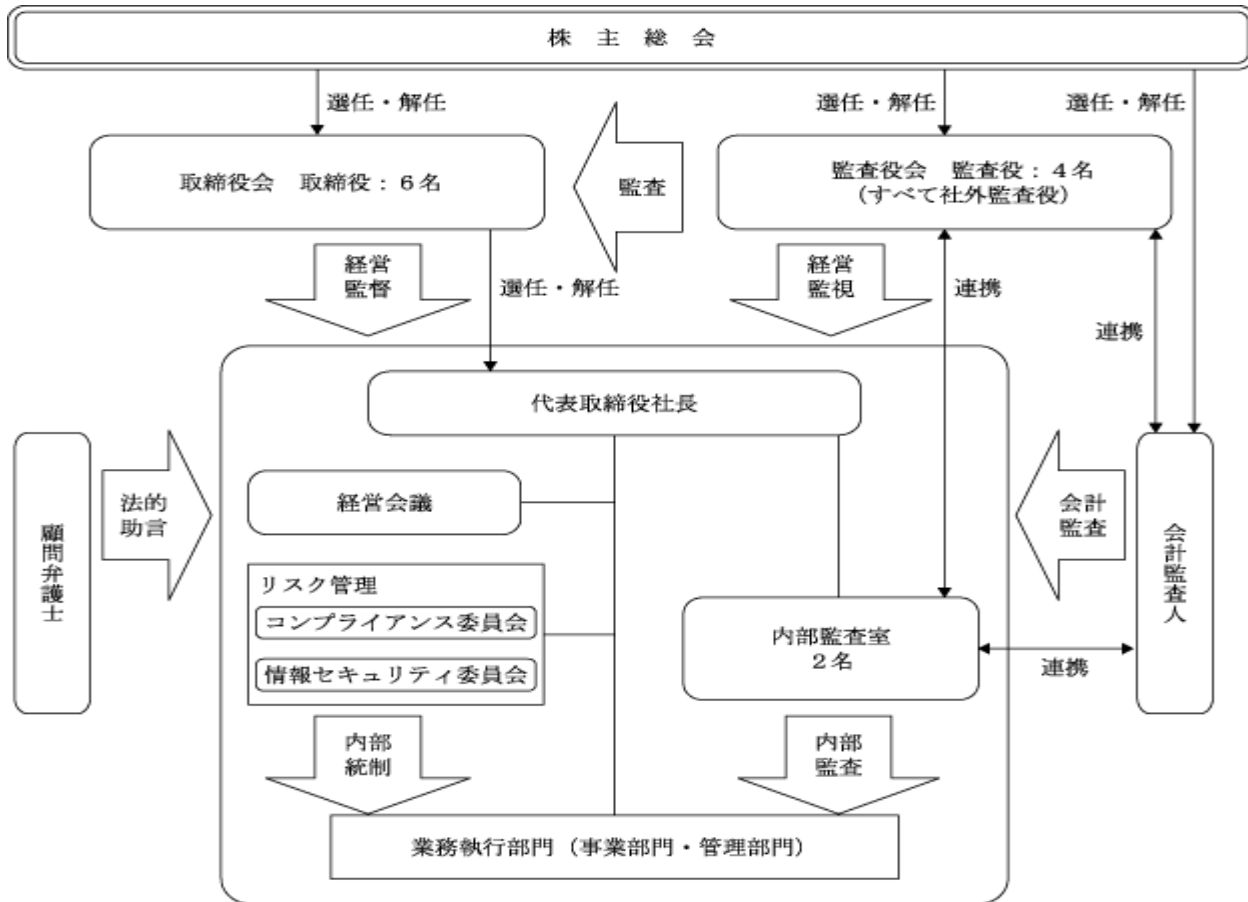 株主総会
選任・解任
選任・解任
選任・解任
取締役会　取締役：６名
監査
監査役会　監査役：４名
（すべて社外監査役）
経営
監督
選任・解任
経営
監視
連携
連携
代表取締役社長
顧問弁護士
法的
助言
経営会議
会計
監査
会計監査人
リスク管理
コンプライアンス委員会
情報セキュリティ委員会
内部監査室
２名
連携
内部
統制
内部
監査
業務執行部門（事業部門・管理部門）